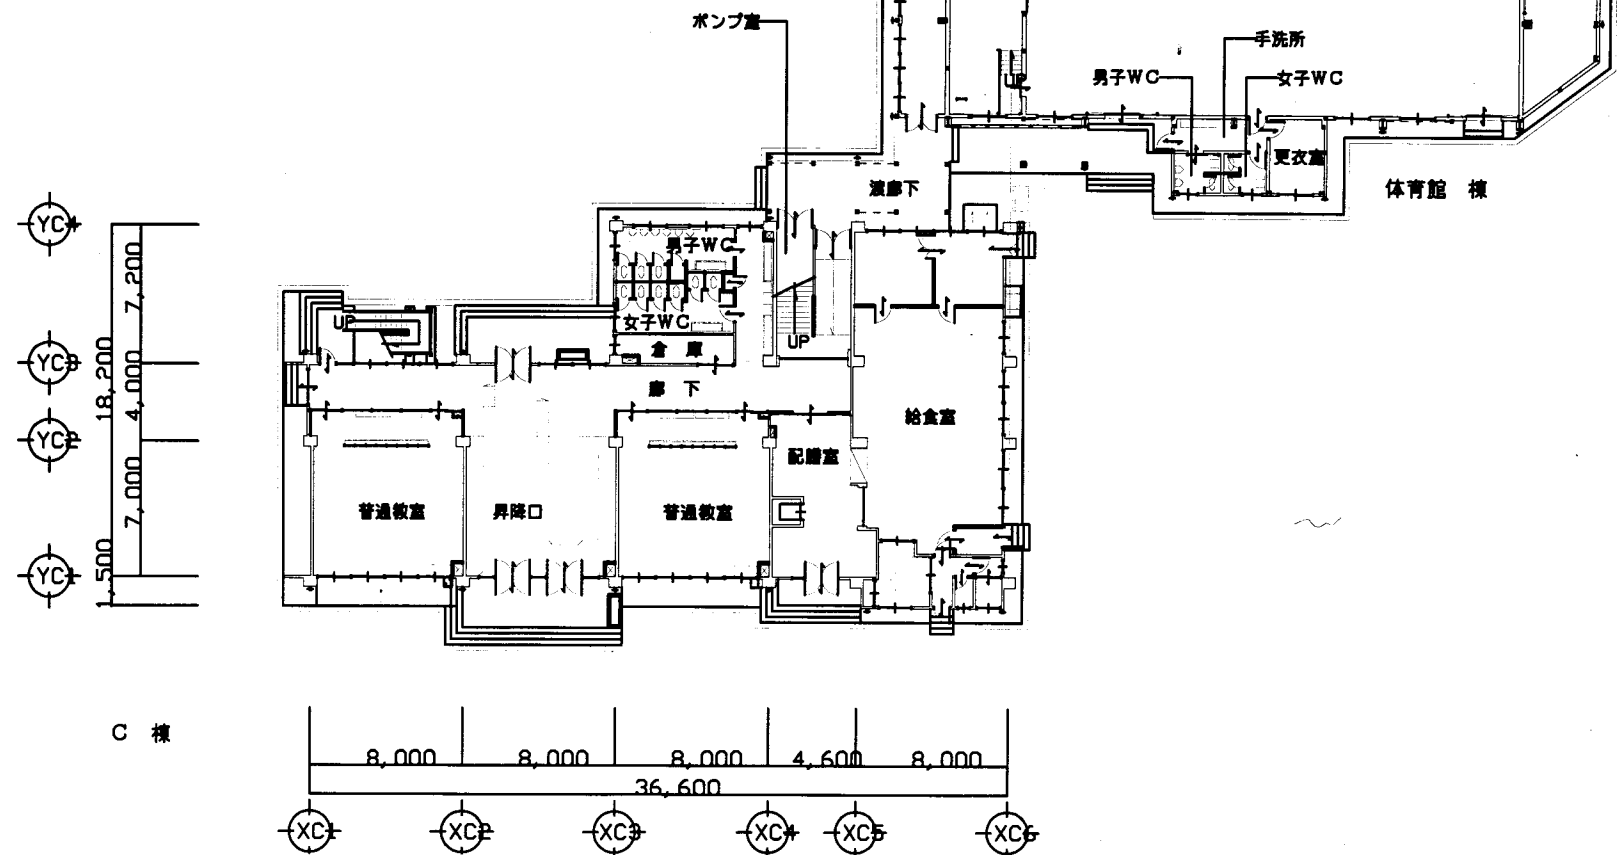 ポンプ室
手洗所
男子WC
女子WC
UP
更衣室
渡廊下
体育館 棟
YC4
男子WC
7,200
UP
女子WC
UP
倉 庫
YC3
18,200
4,000
廊 下
給食室
YC2
配膳室
7,000
普通教室
昇降口
普通教室
YC1
1,500
C 棟
8,000
8,000
8,000
4,600
8,000
36,600
XC1
XC2
XC3
XC4
XC5
XC6